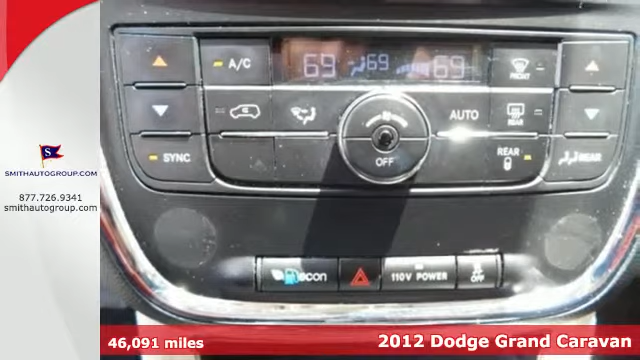 A/C
69
69
69
FRONT
AUTO
REAR
SYNC
OFF
REAR
REAR
S
SMITHAUTOGROUP.COM
877.726.9341
smithautogroup.com
econ
110V POWER
OFF
46,091 miles
2012 Dodge Grand Caravan